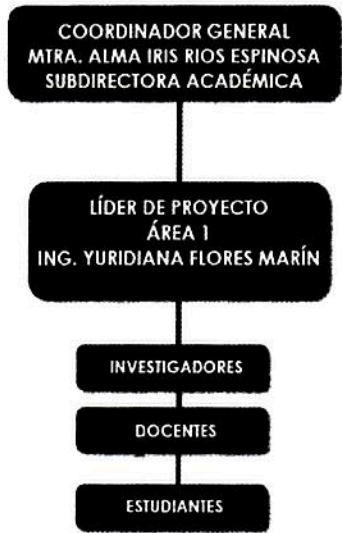 COORDINADOR GENERAL
MTRA. ALMA IRIS RIOS ESPINOSA
SUBDIRECTORA ACADÉMICA
LÍDER DE PROYECTO
ÁREA 1
ING. YURIDIANA FLORES MARÍN
INVESTIGADORES
DOCENTES
ESTUDIANTES